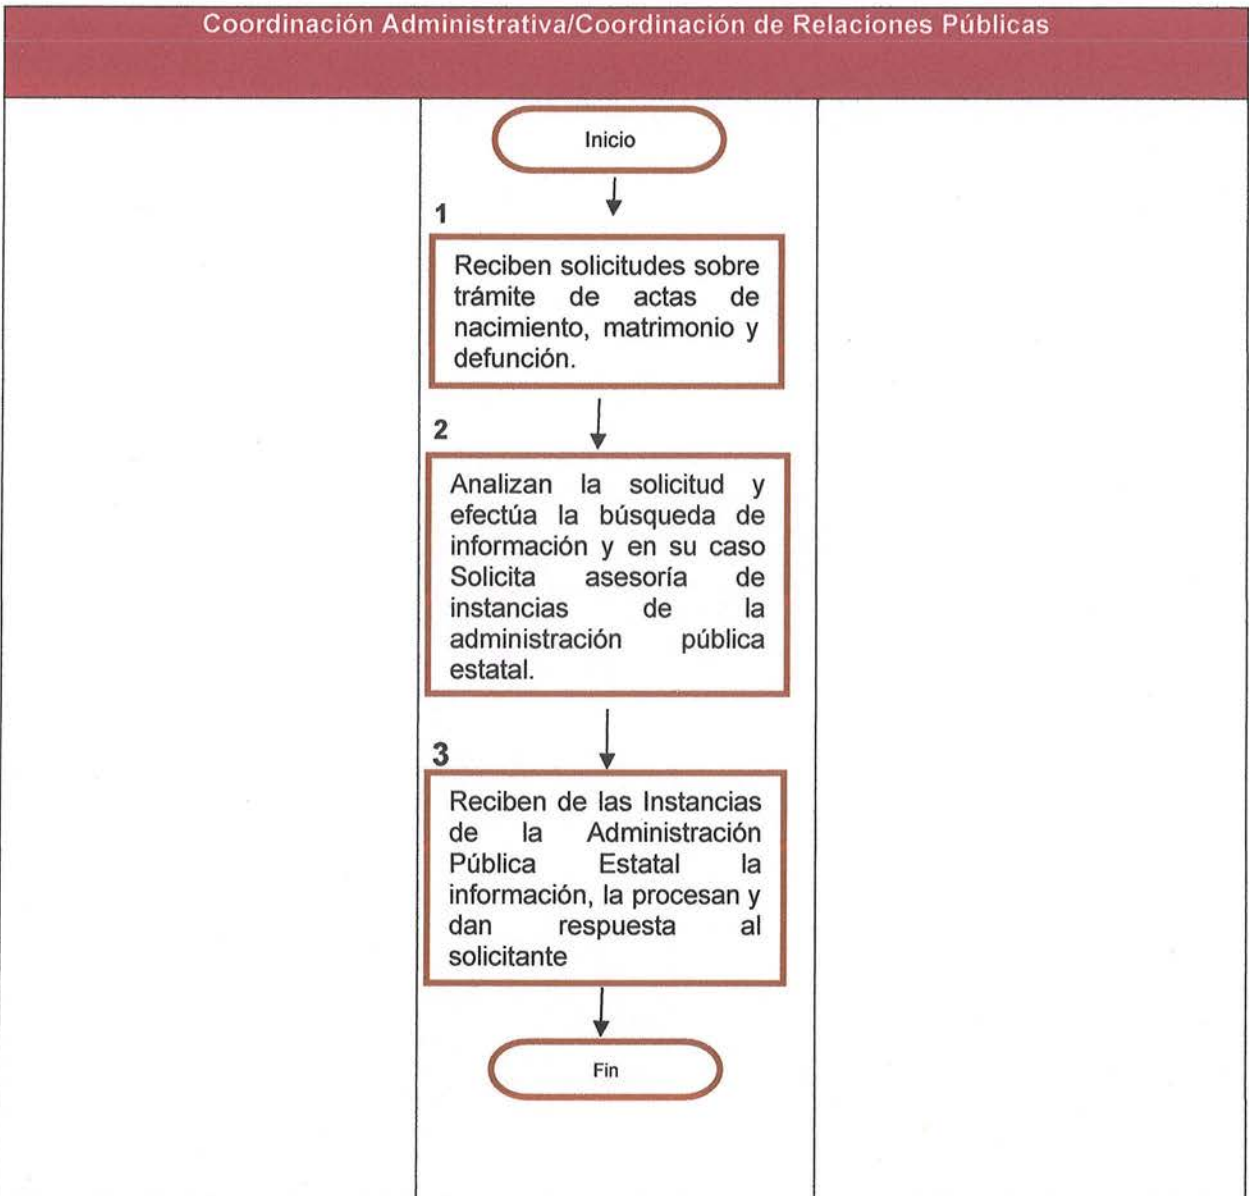 Coordinación Administrativa/Coordinación de Relaciones Públicas
Inicio
1
Reciben solicitudes sobre
trámite de actas de
nacimiento, matrimonio y
defunción.
2
Analizan la solicitud y
efectúa la búsqueda de
información y en su caso
Solicita asesoría de
instancias de la
administración pública
estatal.
3
Reciben de las Instancias
de la Administración
Pública Estatal la
información, la procesan y
dan respuesta al
solicitante
Fin